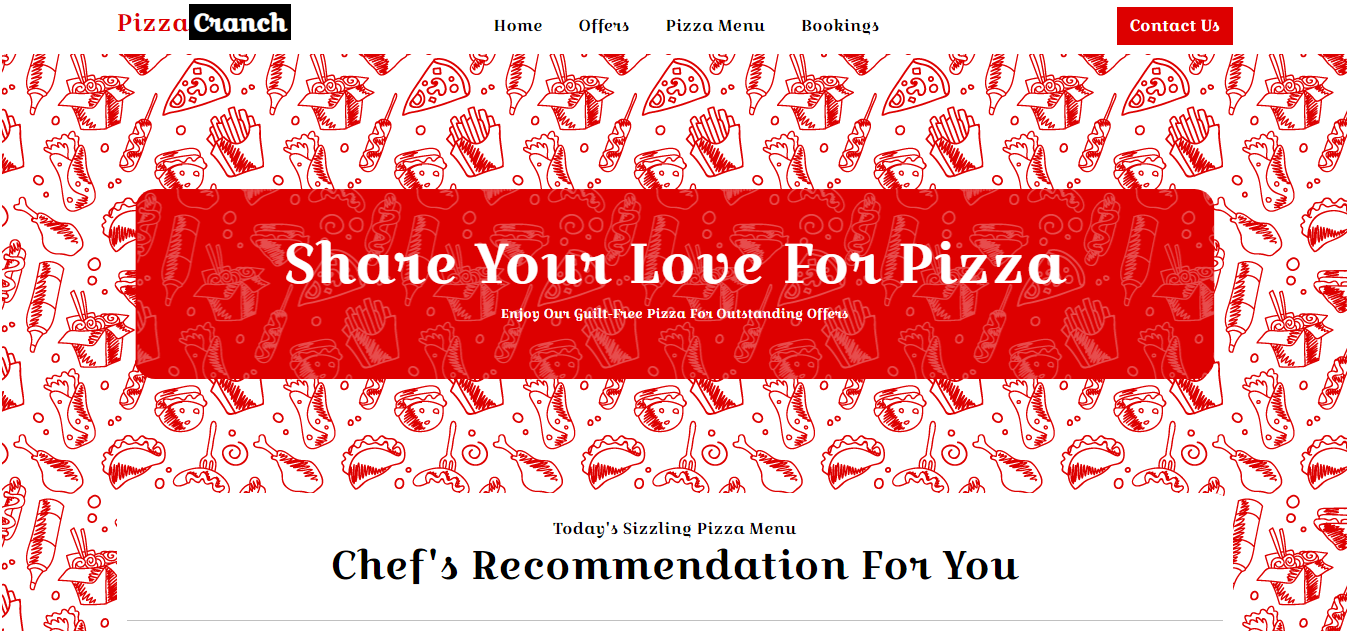 PizzaCranch
Home Offers Pizza Menu Bookings
Contact Us
Share Your Love For Pizza
Enjoy Our Guilt-Free Pizza For Outstanding Offers
Today's Sizzling Pizza Menu
Chef's Recommendation For You